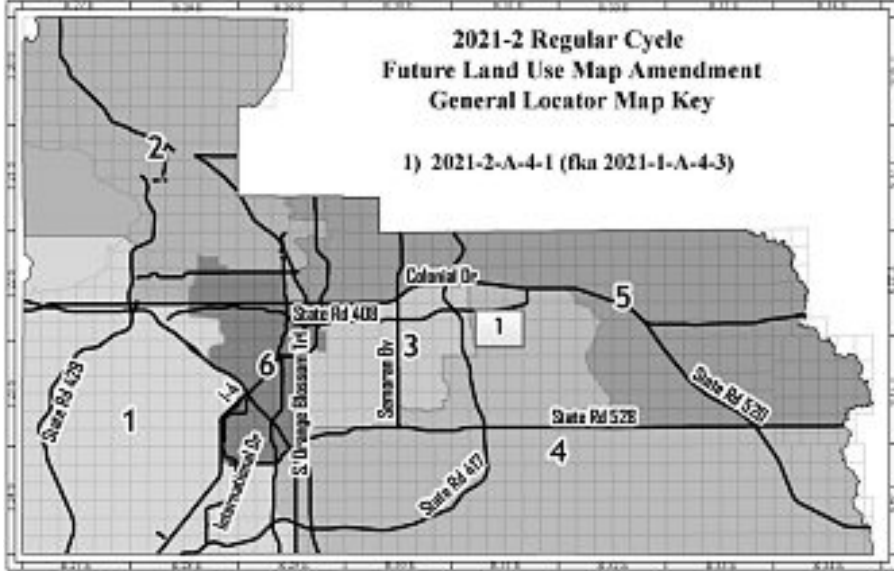 2021-2 Regular Cycle
Future Land Use Map Amendment
General Locator Map Key
1) 2021-2-A-4-1 (fka 2021-1-A-4-3)
2
Colonial Dr
5
State Rd 408
1
3
6
Semoran Bv
S Orange Blossom Trl
State Rd 429
1
I-4
State Rd 520
State Rd 528
4
International Dr
State Rd 417